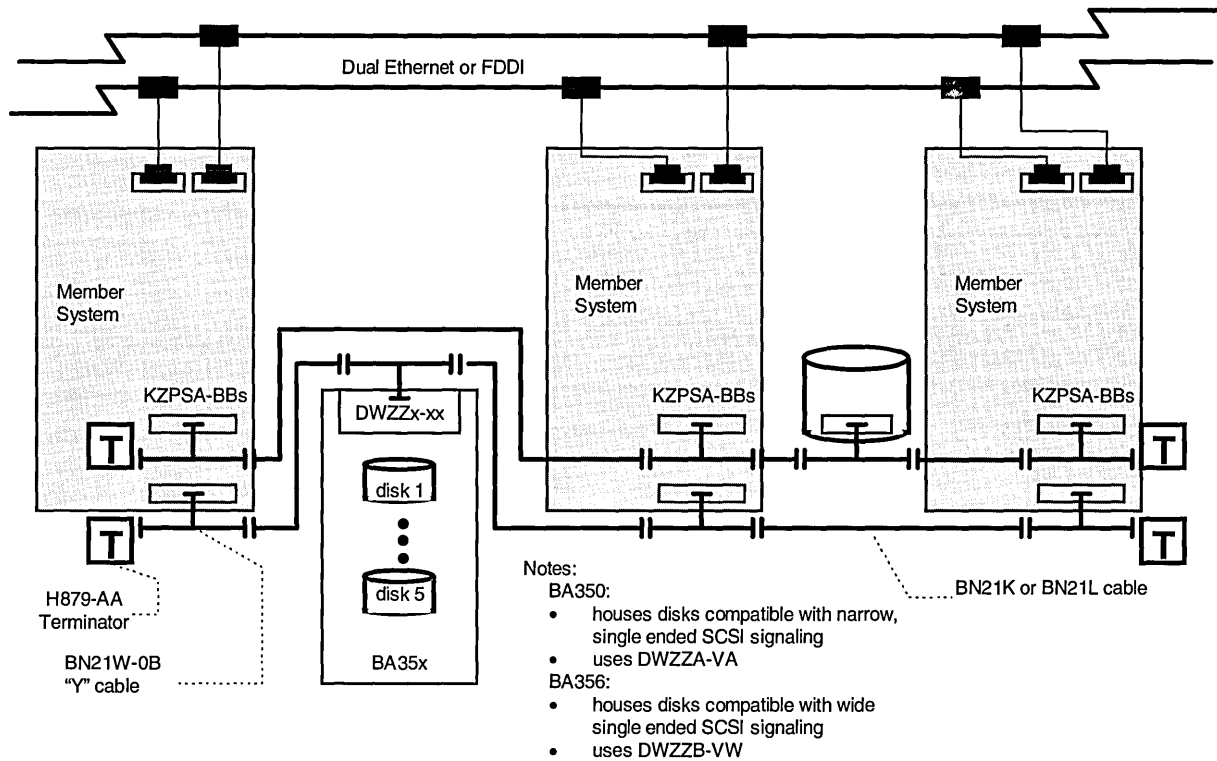 Dual Ethernet or FDDI
Member
System
Member
System
Member
System
KZPSA-BBs
KZPSA-BBs
KZPSA-BBs
DWZZx-xx
T
T
disk 1
disk 5
BA35x
T
T
H879-AA
Terminator
BN21W-0B
“Y” cable
BN21K or BN21L cable
Notes:
BA350:
• houses disks compatible with narrow,
single ended SCSI signaling
• uses DWZZA-VA
BA356:
• houses disks compatible with wide
single ended SCSI signaling
• uses DWZZB-VW